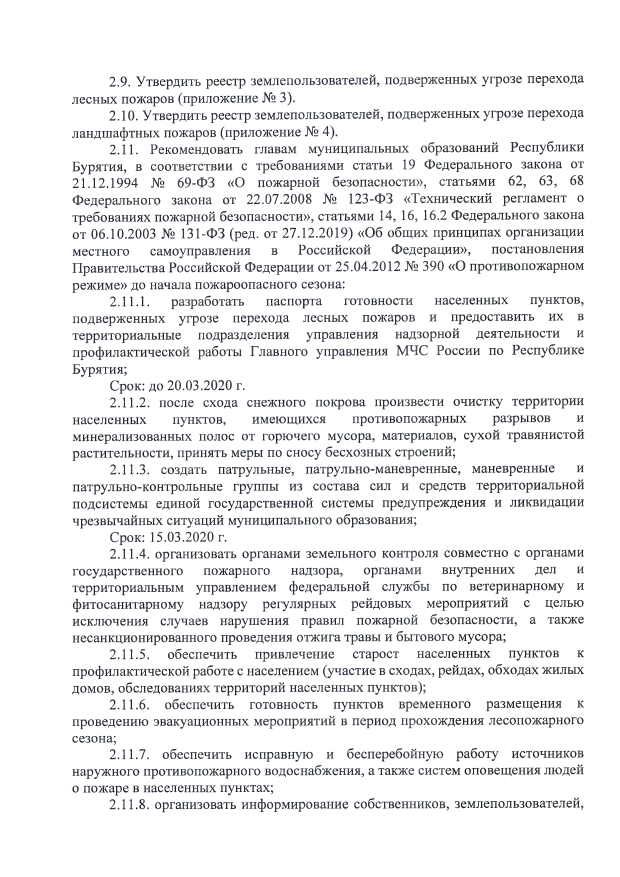 2.9. Утвердить реестр землепользователей, подверженных угрозе перехода
лесных пожаров (приложение № 3).
2.10. Утвердить реестр землепользователей, подверженных угрозе перехода
ландшафтных пожаров (приложение № 4).
2.11. Рекомендовать главам муниципальных образований Республики
Бурятия, в соответствии с требованиями статьи 19 Федерального закона от
21.12.1994 № 69-ФЗ «О пожарной безопасности», статьями 62, 63, 68
Федерального закона от 22.07.2008 № 123-ФЗ «Технический регламент о
требованиях пожарной безопасности», статьями 14, 16, 16.2 Федерального закона
от 06.10.2003 № 131-ФЗ (ред. от 27.12.2019) «Об общих принципах организации
местного самоуправления в Российской Федерации», постановления
Правительства Российской Федерации от 25.04.2012 № 390 «О противопожарном
режиме» до начала пожароопасного сезона:
2.11.1. разработать паспорта готовности населенных пунктов,
подверженных угрозе перехода лесных пожаров и предоставить их в
территориальные подразделения управления надзорной деятельности и
профилактической работы Главного управления МЧС России по Республике
Бурятия;
Срок: до 20.03.2020 г.
2.11.2. после схода снежного покрова произвести очистку территории
населенных пунктов, имеющихся противопожарных разрывов и
минерализованных полос от горючего мусора, материалов, сухой травянистой
растительности, принять меры по сносу бесхозных строений;
2.11.3. создать патрульные, патрульно-маневренные, маневренные и
патрульно-контрольные группы из состава сил и средств территориальной
подсистемы единой государственной системы предупреждения и ликвидации
чрезвычайных ситуаций муниципального образования;
Срок: 15.03.2020 г.
2.11.4. организовать органами земельного контроля совместно с органами
государственного пожарного надзора, органами внутренних дел и
территориальным управлением федеральной службы по ветеринарному и
фитосанитарному надзору регулярных рейдовых мероприятий с целью
исключения случаев нарушения правил пожарной безопасности, а также
несанкционированного проведения отжига травы и бытового мусора;
2.11.5. обеспечить привлечение старост населенных пунктов к
профилактической работе с населением (участие в сходах, рейдах, обходах жилых
домов, обследованиях территорий населенных пунктов);
2.11.6. обеспечить готовность пунктов временного размещения к
проведению эвакуационных мероприятий в период прохождения лесопожарного
сезона;
2.11.7. обеспечить исправную и бесперебойную работу источников
наружного противопожарного водоснабжения, а также систем оповещения людей
о пожаре в населенных пунктах;
2.11.8. организовать информирование собственников, землепользователей,